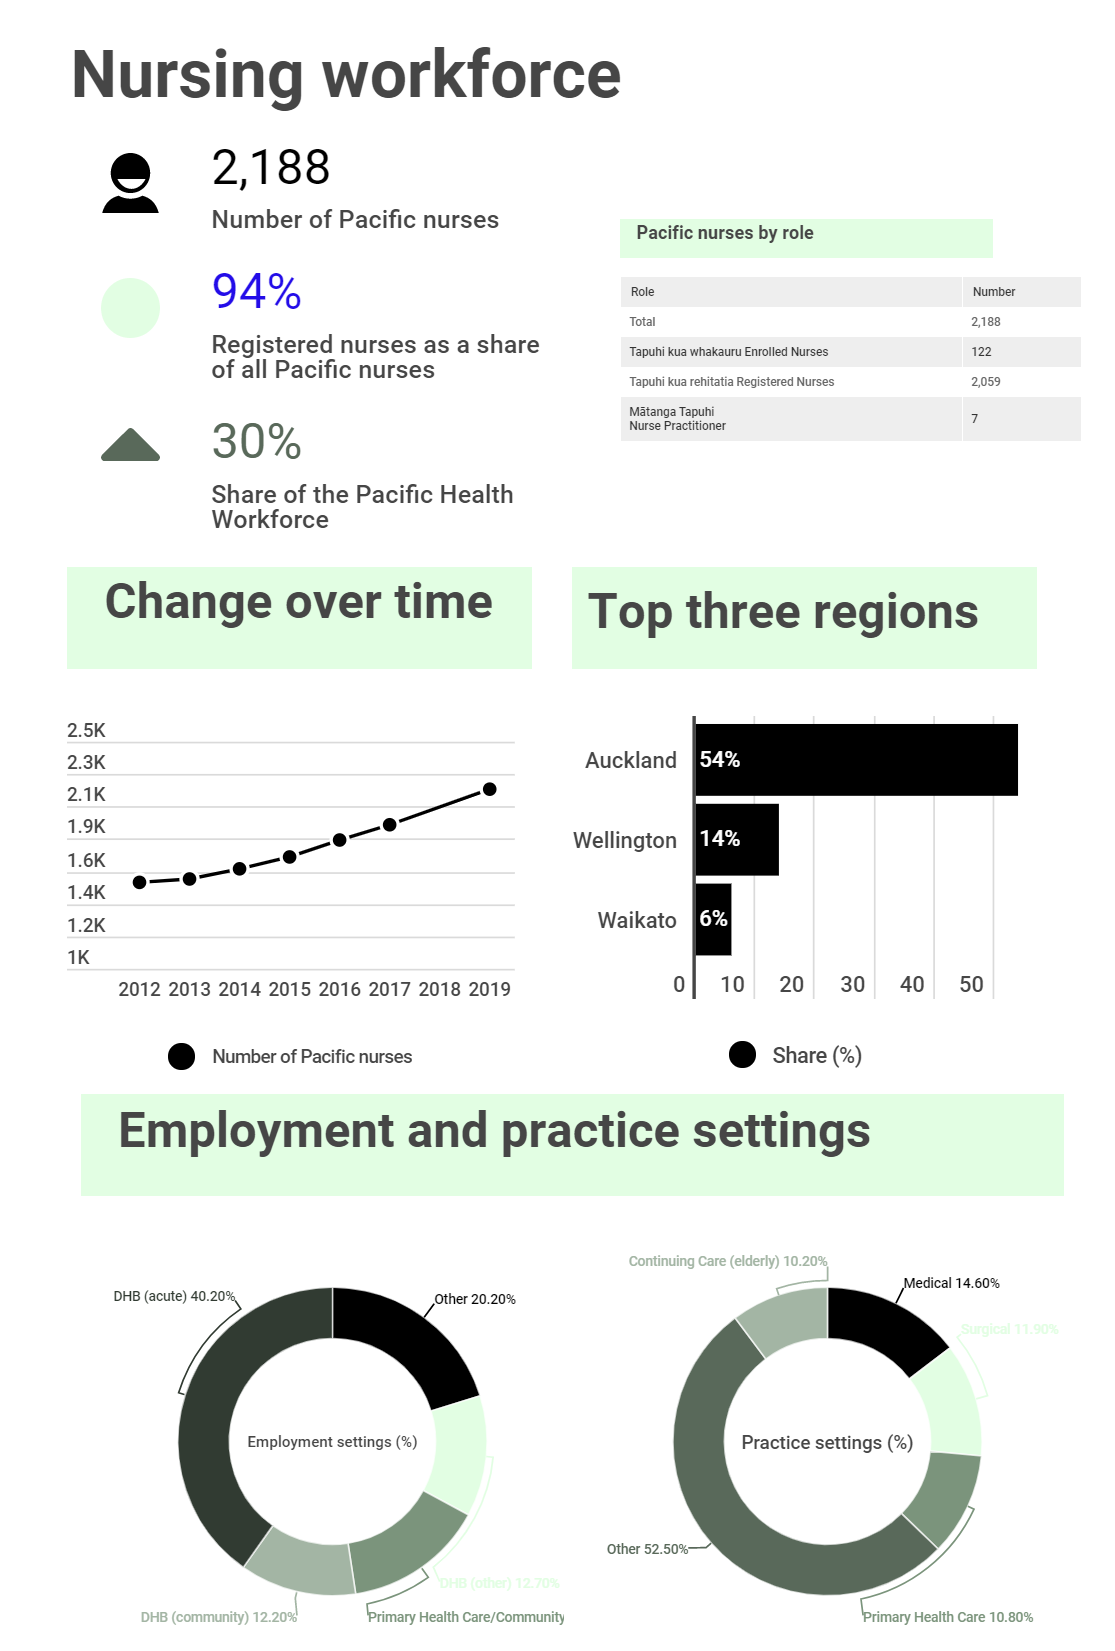 Nursing workforce
2,188
Number of Pacific nurses
94%
Registered nurses as a share
of all Pacific nurses
30%
Share of the Pacific Health
Workforce
Pacific nurses by role
Role Number
Total 2,188
Tapuhi kua whakauru Enrolled Nurses 122
Tapuhi kua rehitatia Registered Nurses 2,059
Mātanga Tapuhi
Nurse Practitioner 7
Change over time
2.5K
2.3K
2.1K
1.9K
1.6K
1.4K
1.2K
1K
2012 2013 2014 2015 2016 2017 2018 2019
Number of Pacific nurses
Top three regions
Auckland 54%
Wellington 14%
Waikato 6%
0 10 20 30 40 50
Share (%)
Employment and practice settings
DHB (acute) 40.20%
Other 20.20%
Employment settings (%)
DHB (other) 12.70%
DHB (community) 12.20%
Primary Health Care/Community
Continuing Care (elderly) 10.20%
Medical 14.60%
Surgical 11.90%
Practice settings (%)
Other 52.50%
Primary Health Care 10.80%